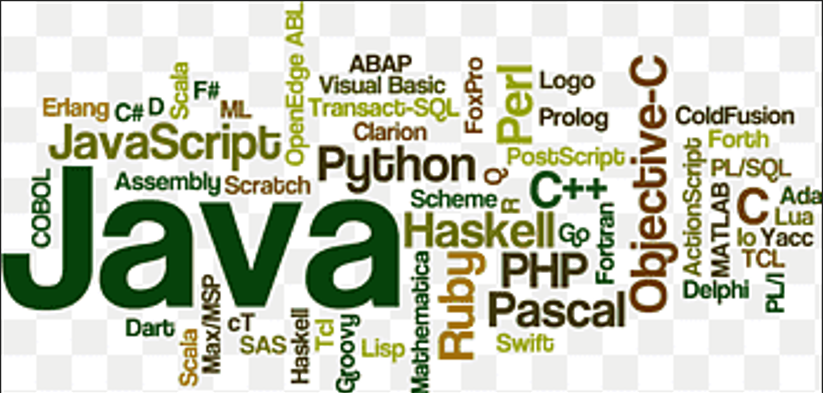 OpenEdge ABL
ABAP
Visual Basic
Transact-SQL
Clarion
FoxPro
Perl
Logo
Prolog
Objective-C
ColdFusion
Forth
Scala
F#
Erlang
C#
D
ML
JavaScript
Python
PostScript
Q
PL/SQL
ActionScript
MATLAB
COBOL
Assembly
Scratch
Java
Scheme
R
C++
Haskell
Go
Fortran
C
Ada
Lua
Io
Yacc
TCL
Delphi
PL/I
PHP
Pascal
Ruby
Mathematica
Swift
Dart
Scala
Max/MSP
cT
SAS
Haskell
Tcl
Groovy
Lisp